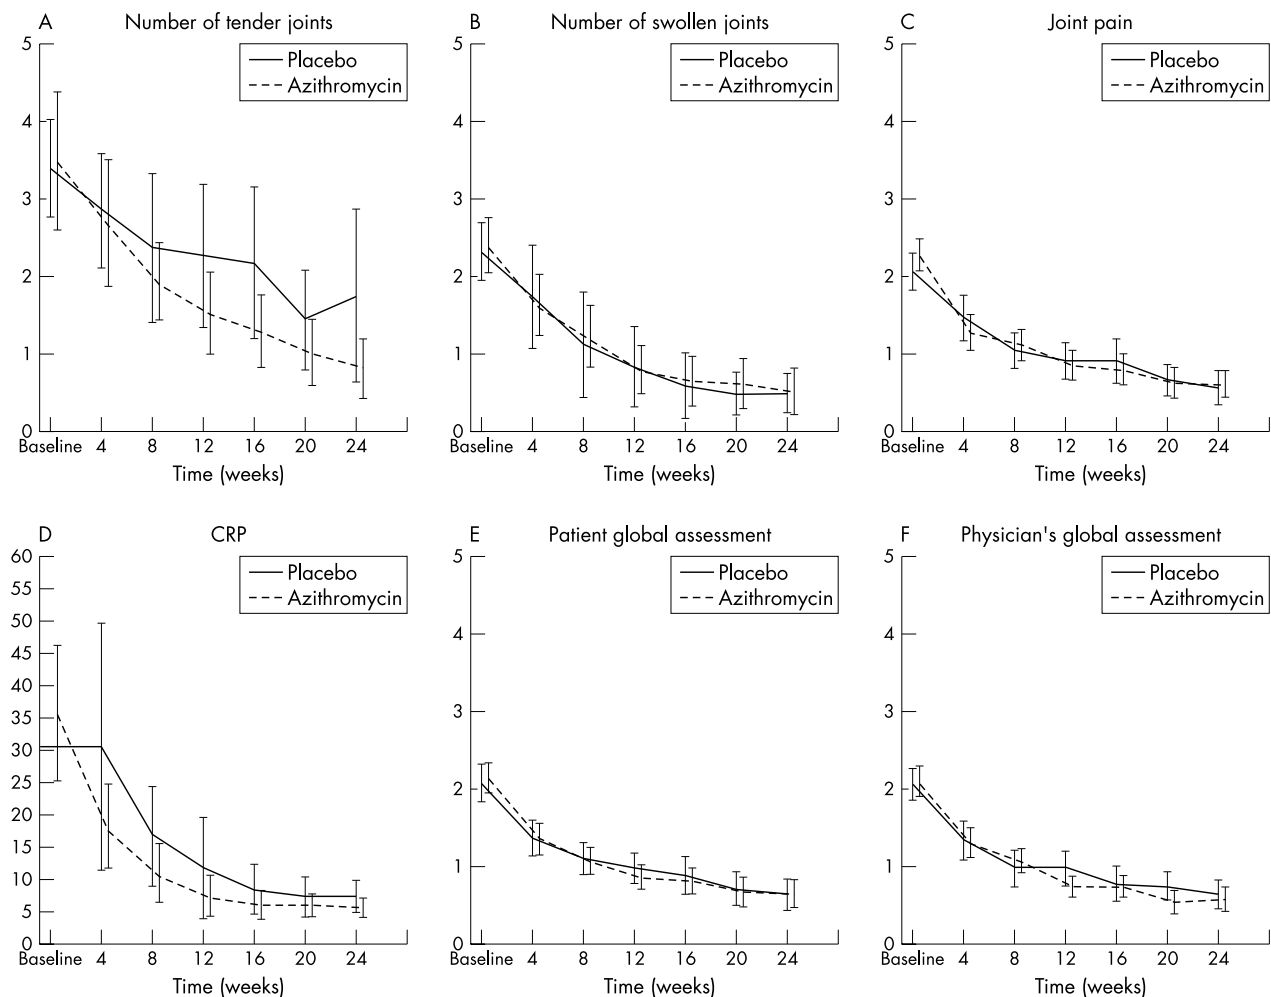 A Number of tender joints
5
4
3
2
1
0
Placebo
Azithromycin
Baseline 4 8 12 16 20 24
Time (weeks)
B Number of swollen joints
5
4
3
2
1
0
Placebo
Azithromycin
Baseline 4 8 12 16 20 24
Time (weeks)
C Joint pain
5
4
3
2
1
0
Placebo
Azithromycin
Baseline 4 8 12 16 20 24
Time (weeks)
D CRP
60
55
50
45
40
35
30
25
20
15
10
5
0
Placebo
Azithromycin
Baseline 4 8 12 16 20 24
Time (weeks)
E Patient global assessment
5
4
3
2
1
0
Placebo
Azithromycin
Baseline 4 8 12 16 20 24
Time (weeks)
F Physician's global assessment
5
4
3
2
1
0
Placebo
Azithromycin
Baseline 4 8 12 16 20 24
Time (weeks)